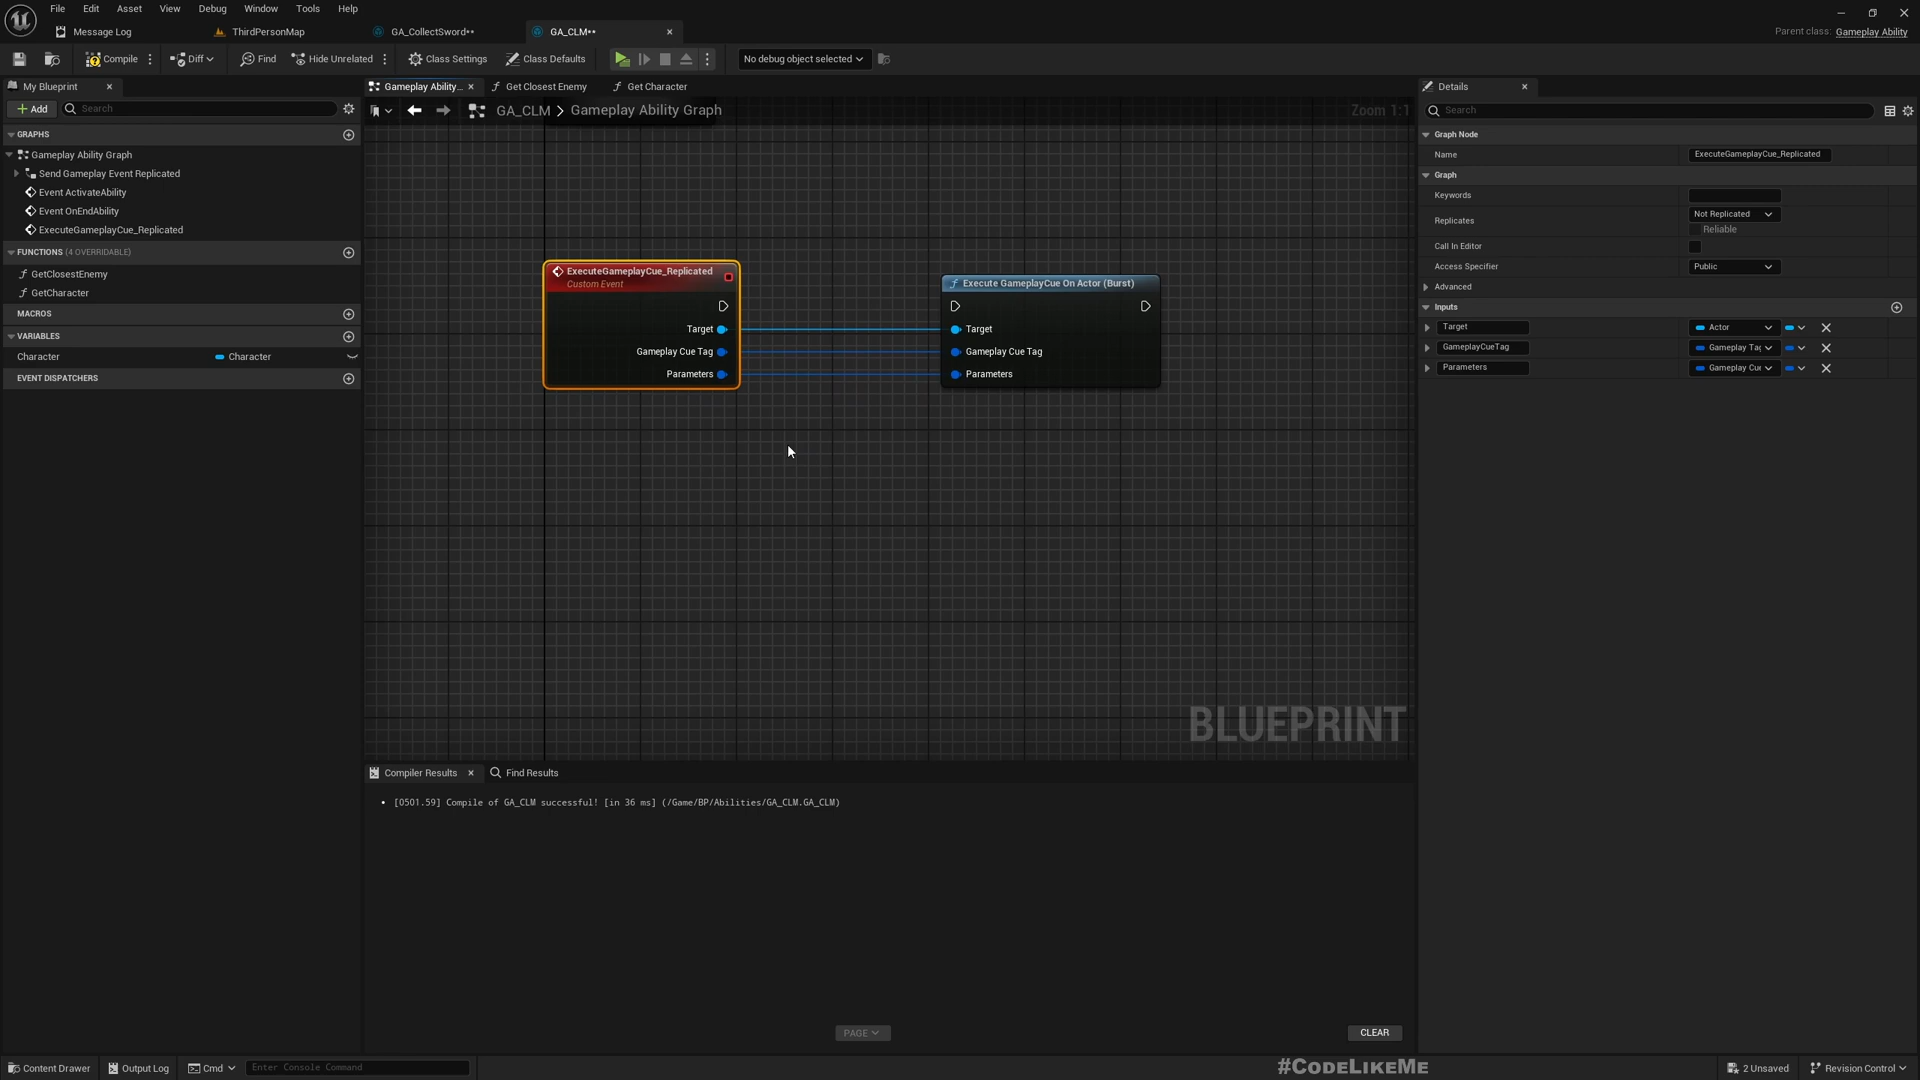 File Edit Asset View Debug Window Tools Help
Message Log ThirdPersonMap GA_CollectSword•• GA_CLM••
Parent class: Gameplay Ability
Compile Diff Find Hide Unrelated Class Settings Class Defaults No debug object selected
My Blueprint
Gameplay Ability... Get Closest Enemy Get Character
Details
Add Search
GA_CLM > Gameplay Ability Graph
Zoom 1:1
Search
GRAPHS
Gameplay Ability Graph
Send Gameplay Event Replicated
Event ActivateAbility
Event OnEndAbility
ExecuteGameplayCue_Replicated
FUNCTIONS (4 OVERRIDABLE)
GetClosestEnemy
GetCharacter
MACROS
VARIABLES
Character Character
EVENT DISPATCHERS
ExecuteGameplayCue_Replicated
Custom Event
Target
Gameplay Cue Tag
Parameters
Execute GameplayCue On Actor (Burst)
Target
Gameplay Cue Tag
Parameters
BLUEPRINT
Graph Node
Name ExecuteGameplayCue_Replicated
Graph
Keywords
Replicates Not Replicated
Reliable
Call In Editor
Access Specifier Public
Advanced
Inputs
Target Actor
GameplayCueTag Gameplay Tag
Parameters Gameplay Cue
Compiler Results Find Results
• [0501.59] Compile of GA_CLM successful! [in 36 ms] (/Game/BP/Abilities/GA_CLM.GA_CLM)
PAGE
CLEAR
Content Drawer Output Log Cmd Enter Console Command
#CodeLikeMe
2 Unsaved Revision Control